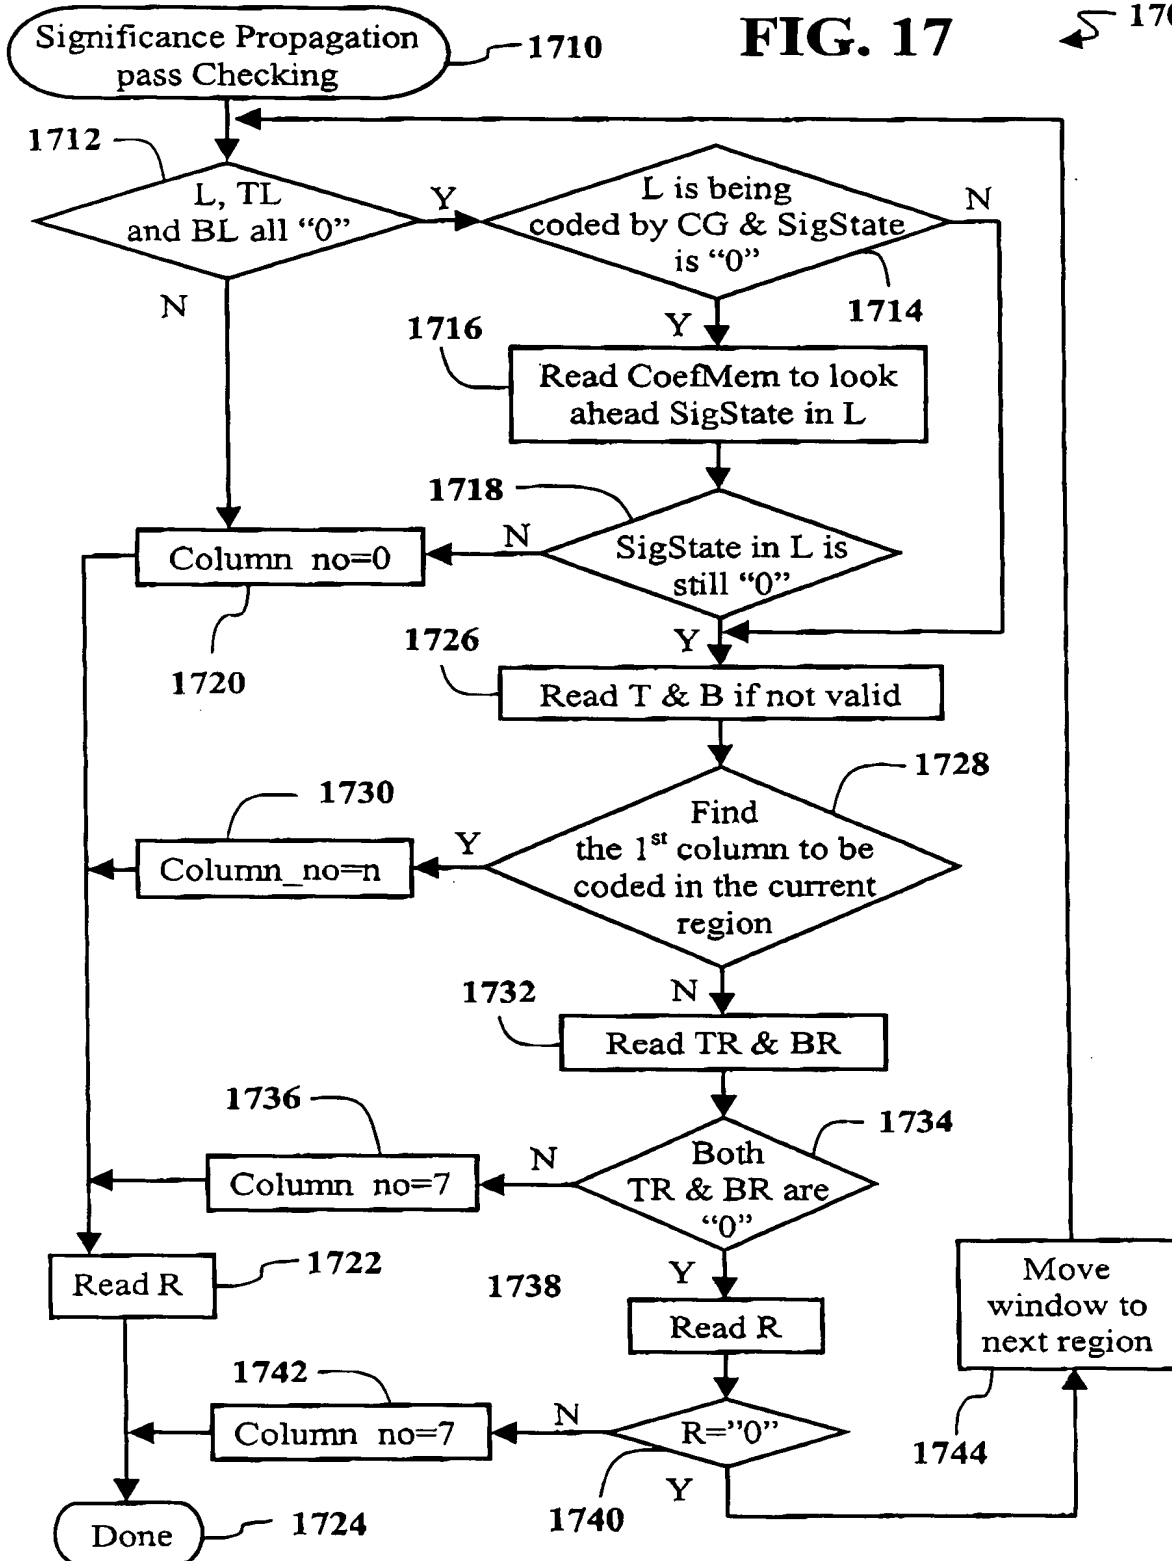 Significance Propagation
pass Checking
1710
FIG. 17
1712
L, TL
and BL all “0”
Y
N
L is being
coded by CG & SigState
is “0”
N
1714
Y
1716
Read CoefMem to look
ahead SigState in L
1718
SigState in L is
still “0”
N
Column no=0
1720
Y
1726
Read T & B if not valid
1728
Find
the 1st column to be
coded in the current
region
Y
1730
Column_no=n
N
1732
Read TR & BR
1734
Both
TR & BR are
“0”
N
1736
Column no=7
Read R
1722
Y
1738
Read R
Move
window to
next region
1744
1742
Column no=7
N
R=”0”
1740
Y
Done
1724